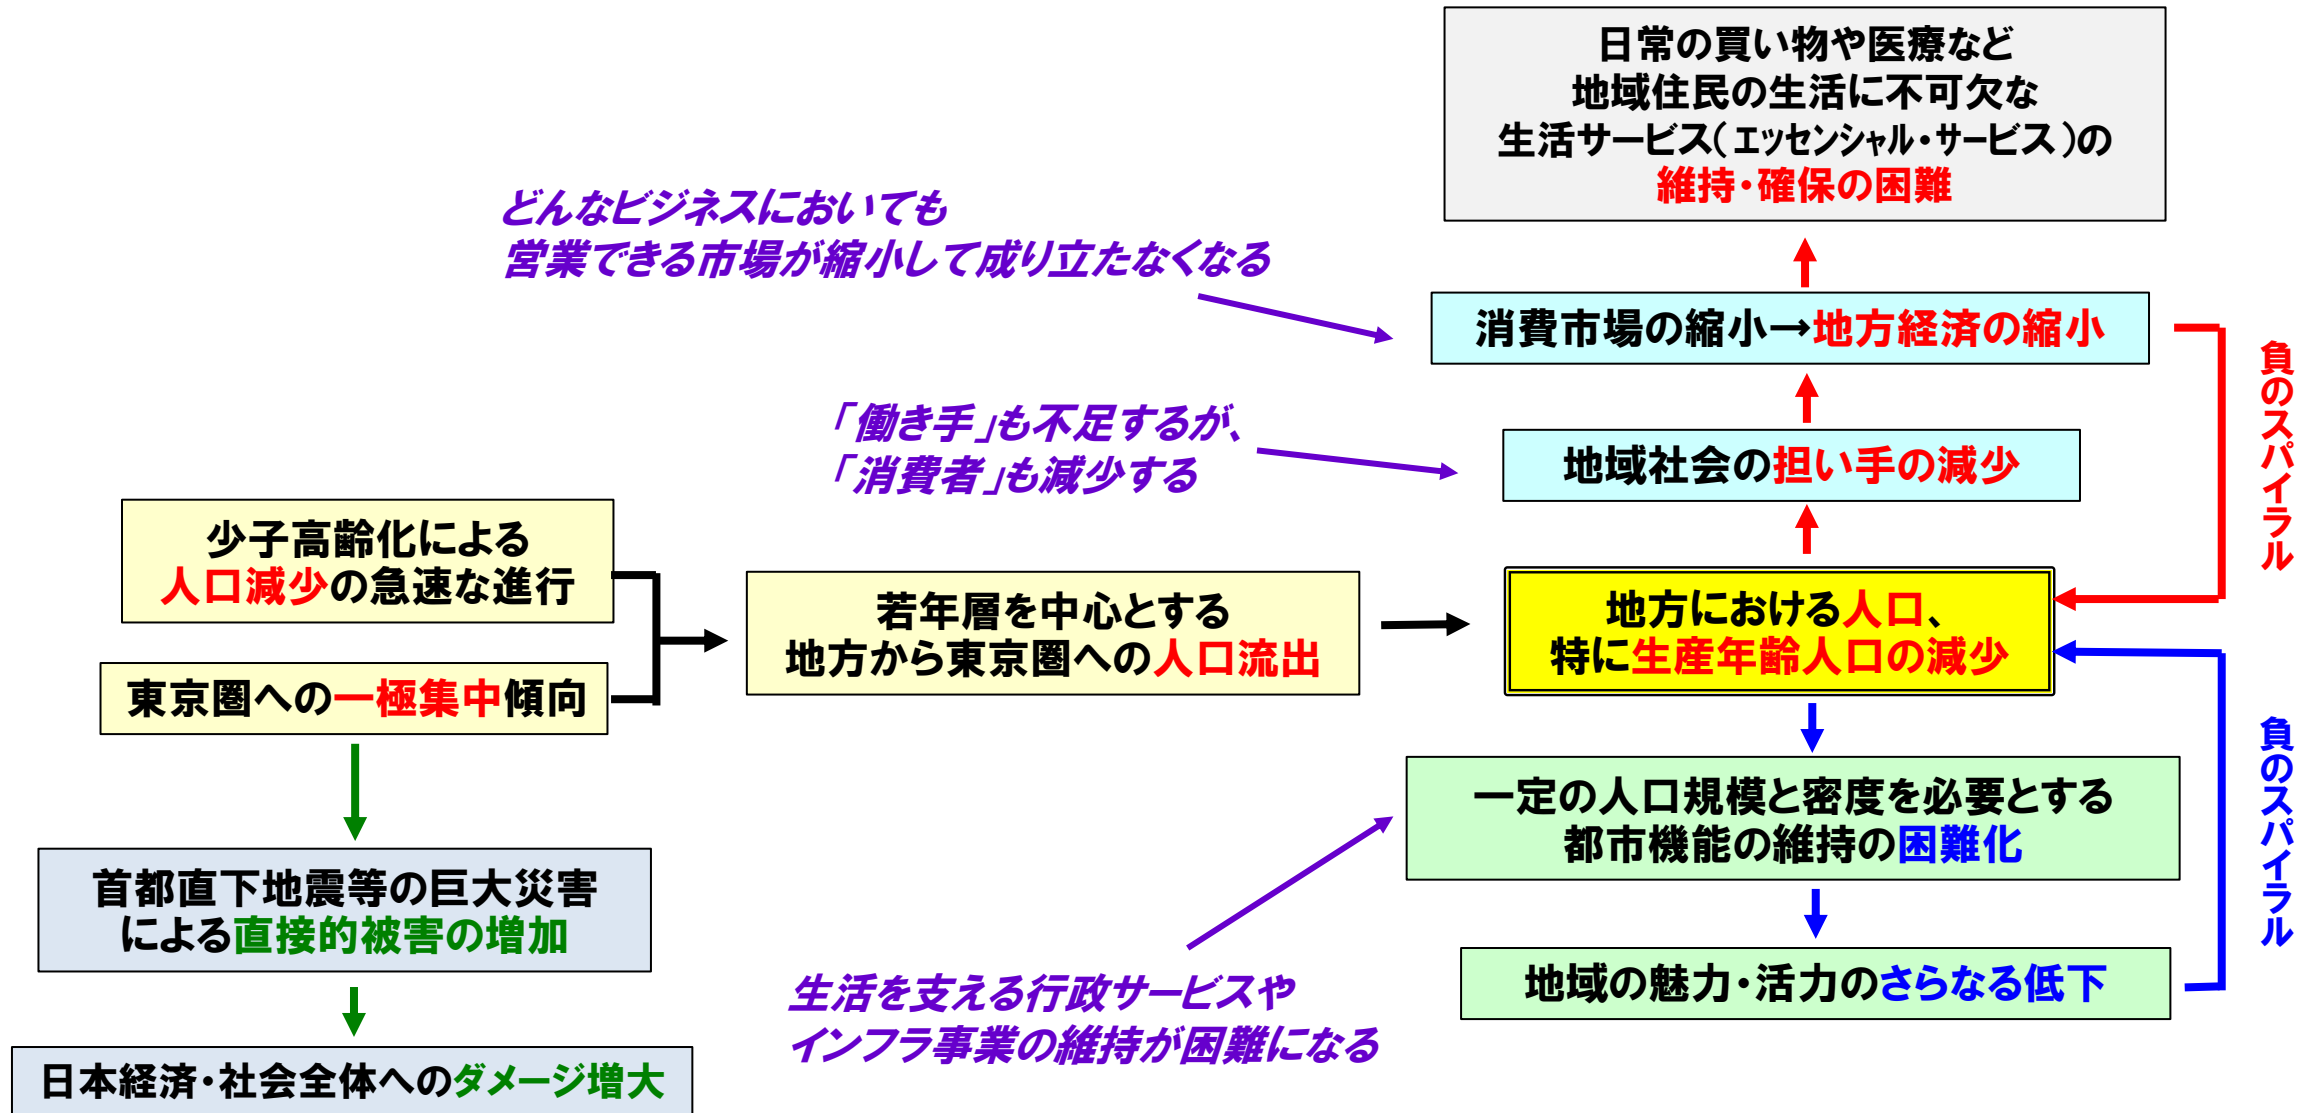 日常の買い物や医療など
地域住民の生活に不可欠な
生活サービス(エッセンシャル・サービス)の
維持・確保の困難
どんなビジネスにおいても
営業できる市場が縮小して成り立たなくなる
消費市場の縮小→地方経済の縮小
「働き手」も不足するが、
「消費者」も減少する
地域社会の担い手の減少
負のスパイラル
少子高齢化による
人口減少の急速な進行
東京圏への一極集中傾向
若年層を中心とする
地方から東京圏への人口流出
地方における人口、
特に生産年齢人口の減少
首都直下地震等の巨大災害
による直接的被害の増加
日本経済・社会全体へのダメージ増大
一定の人口規模と密度を必要とする
都市機能の維持の困難化
生活を支える行政サービスや
インフラ事業の維持が困難になる
地域の魅力・活力のさらなる低下
負のスパイラル